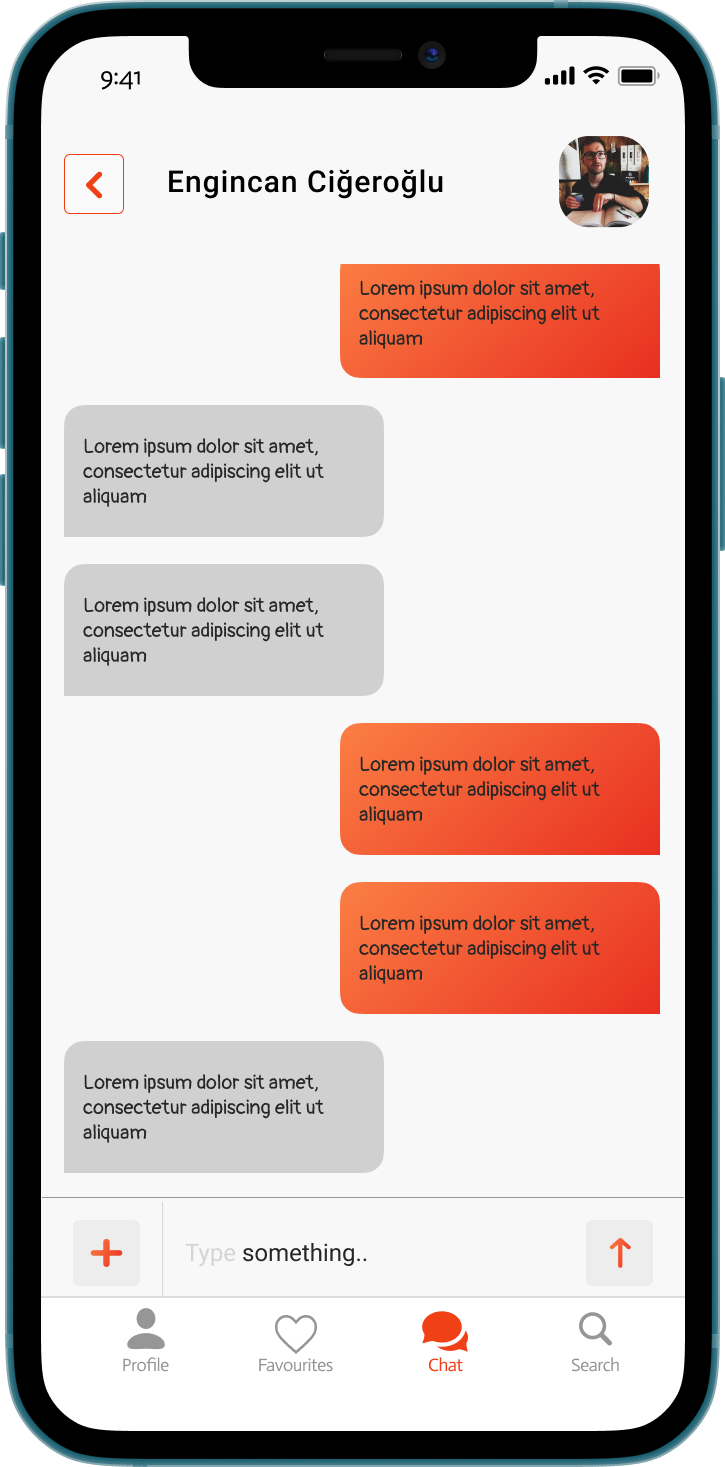 9:41
Engincan Ciğeroğlu
Lorem ipsum dolor sit amet,
consectetur adipiscing elit ut
aliquam
Lorem ipsum dolor sit amet,
consectetur adipiscing elit ut
aliquam
Lorem ipsum dolor sit amet,
consectetur adipiscing elit ut
aliquam
Lorem ipsum dolor sit amet,
consectetur adipiscing elit ut
aliquam
Lorem ipsum dolor sit amet,
consectetur adipiscing elit ut
aliquam
Lorem ipsum dolor sit amet,
consectetur adipiscing elit ut
aliquam
Type something..
Profile Favourites Chat Search